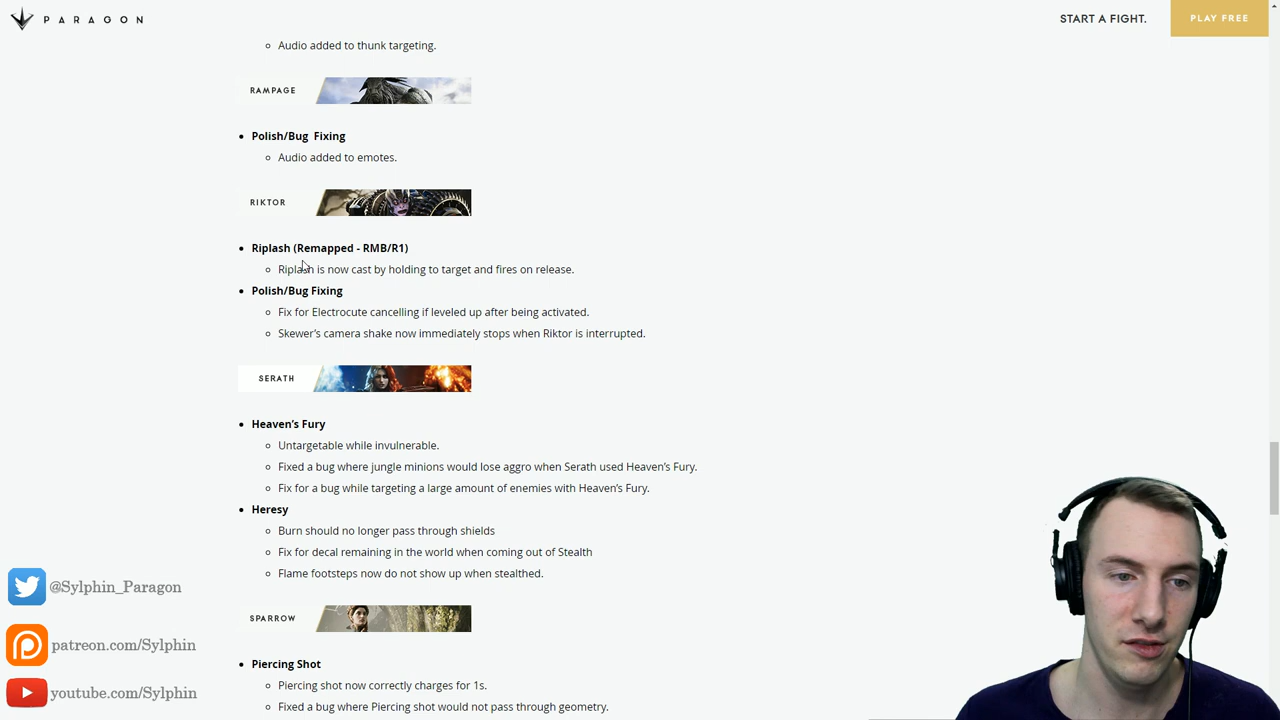 PARAGON
START A FIGHT.
PLAY FREE
Audio added to thunk targeting.
RAMPAGE
Polish/Bug Fixing
Audio added to emotes.
RIKTOR
Riplash (Remapped - RMB/R1)
Riplash is now cast by holding to target and fires on release.
Polish/Bug Fixing
Fix for Electrocute cancelling if leveled up after being activated.
Skewer's camera shake now immediately stops when Riktor is interrupted.
SERATH
Heaven's Fury
Untargetable while invulnerable.
Fixed a bug where jungle minions would lose aggro when Serath used Heaven's Fury.
Fix for a bug while targeting a large amount of enemies with Heaven's Fury.
Heresy
Burn should no longer pass through shields
Fix for decal remaining in the world when coming out of Stealth
Flame footsteps now do not show up when stealthed.
SPARROW
Piercing Shot
Piercing shot now correctly charges for 1s.
Fixed a bug where Piercing shot would not pass through geometry.
@Sylphin_Paragon
patreon.com/Sylphin
youtube.com/Sylphin